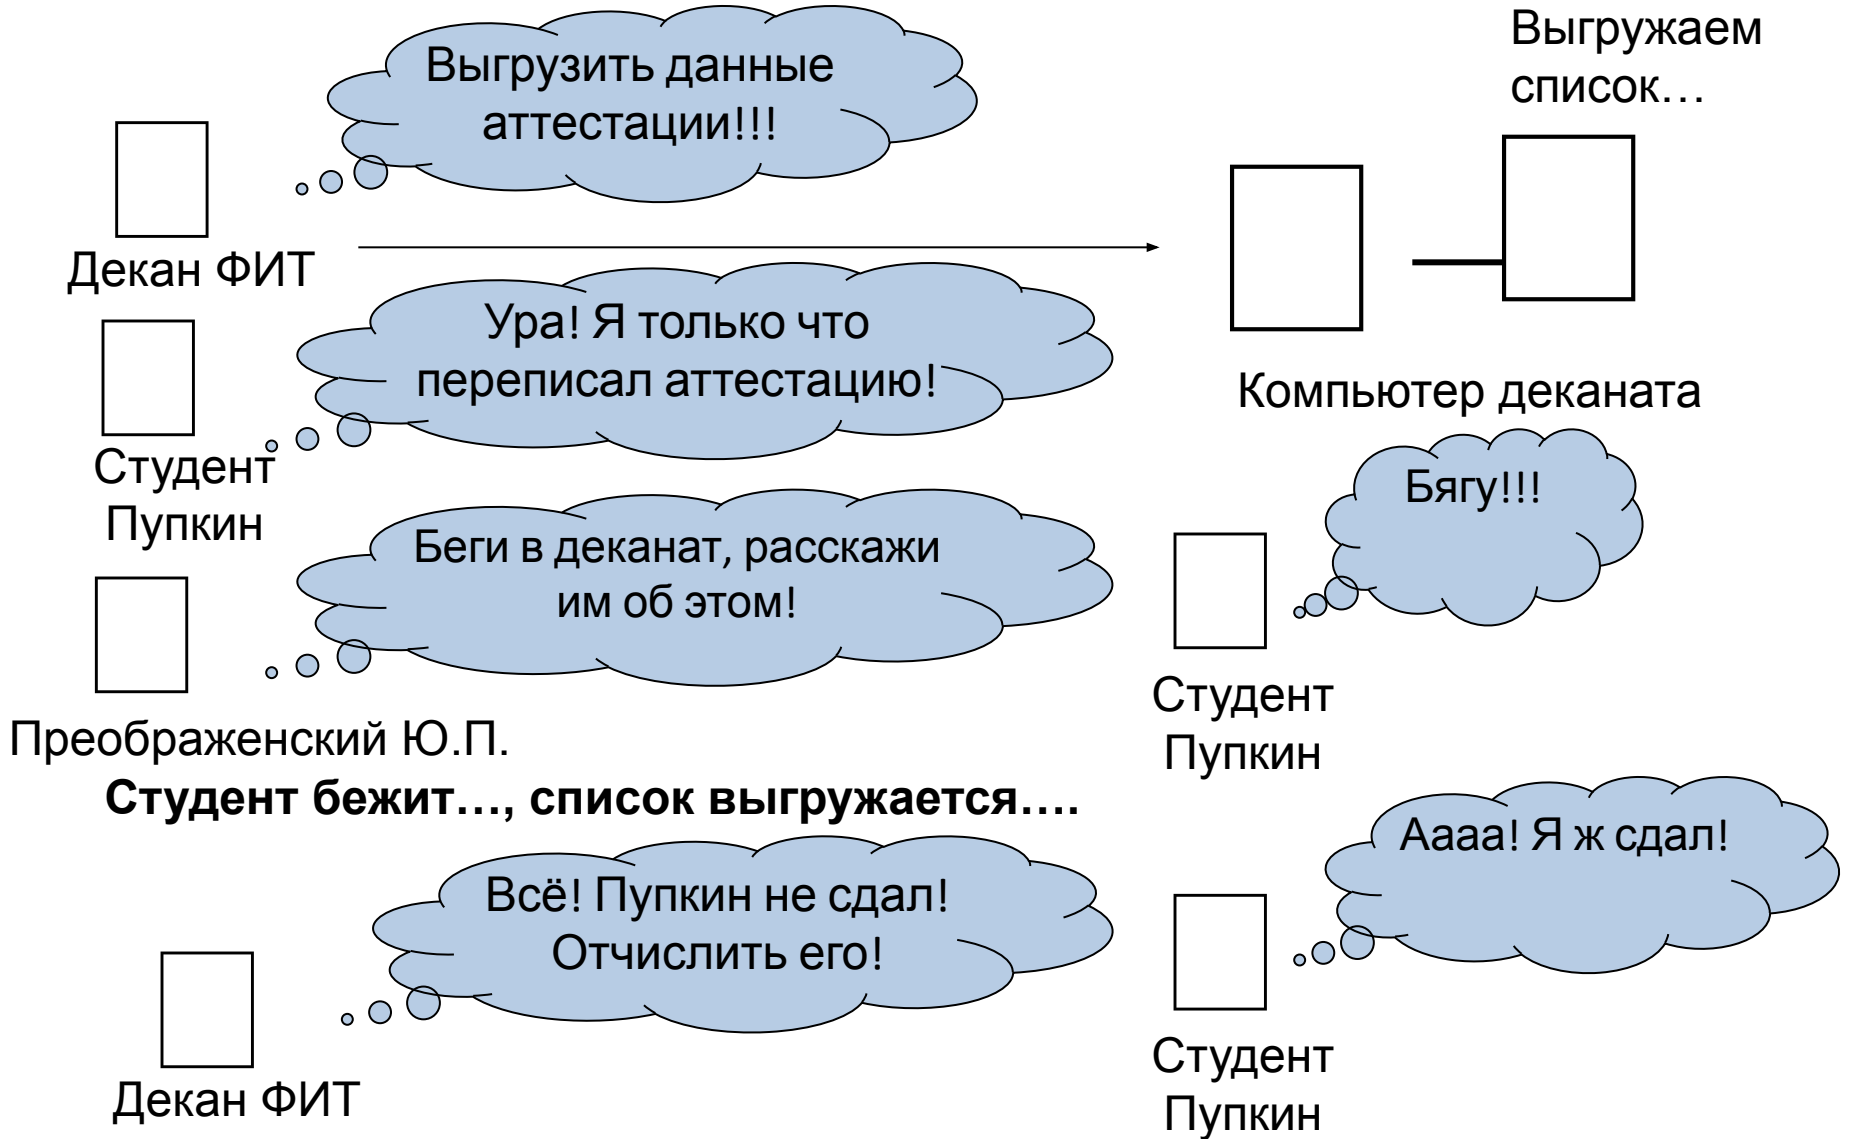 Выгрузить данные
аттестации!!!
Выгружаем
список…
Декан ФИТ
Ура! Я только что
переписал аттестацию!
Компьютер деканата
Студент
Пупкин
Бягу!!!
Беги в деканат, расскажи
им об этом!
Студент
Пупкин
Преображенский Ю.П.
Студент бежит…, список выгружается….
Аааа! Я ж сдал!
Всё! Пупкин не сдал!
Отчислить его!
Декан ФИТ
Студент
Пупкин